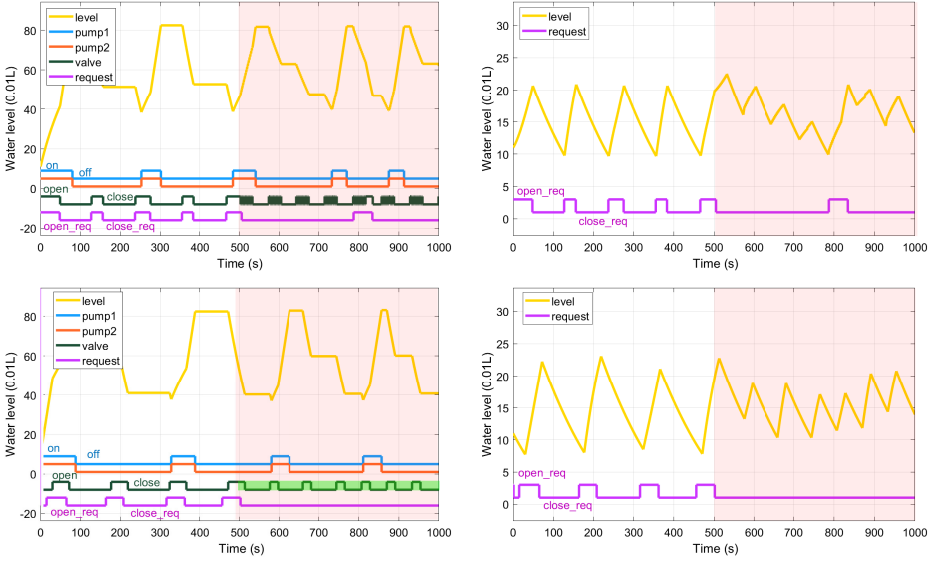 level
pump1
pump2
valve
request
80
60
40
20
0
-20
Water level (0.01L)
on
off
open
close
open_req
close_req
0 100 200 300 400 500 600 700 800 900 1000
Time (s)
level
request
30
25
20
15
10
5
0
Water level (0.01L)
open_req
close_req
0 100 200 300 400 500 600 700 800 900 1000
Time (s)
level
pump1
pump2
valve
request
80
60
40
20
0
-20
Water level (0.01L)
on
off
open
close
open_req
close_req
0 100 200 300 400 500 600 700 800 900 1000
Time (s)
level
request
30
25
20
15
10
5
0
Water level (0.01L)
open_req
close_req
0 100 200 300 400 500 600 700 800 900 1000
Time (s)